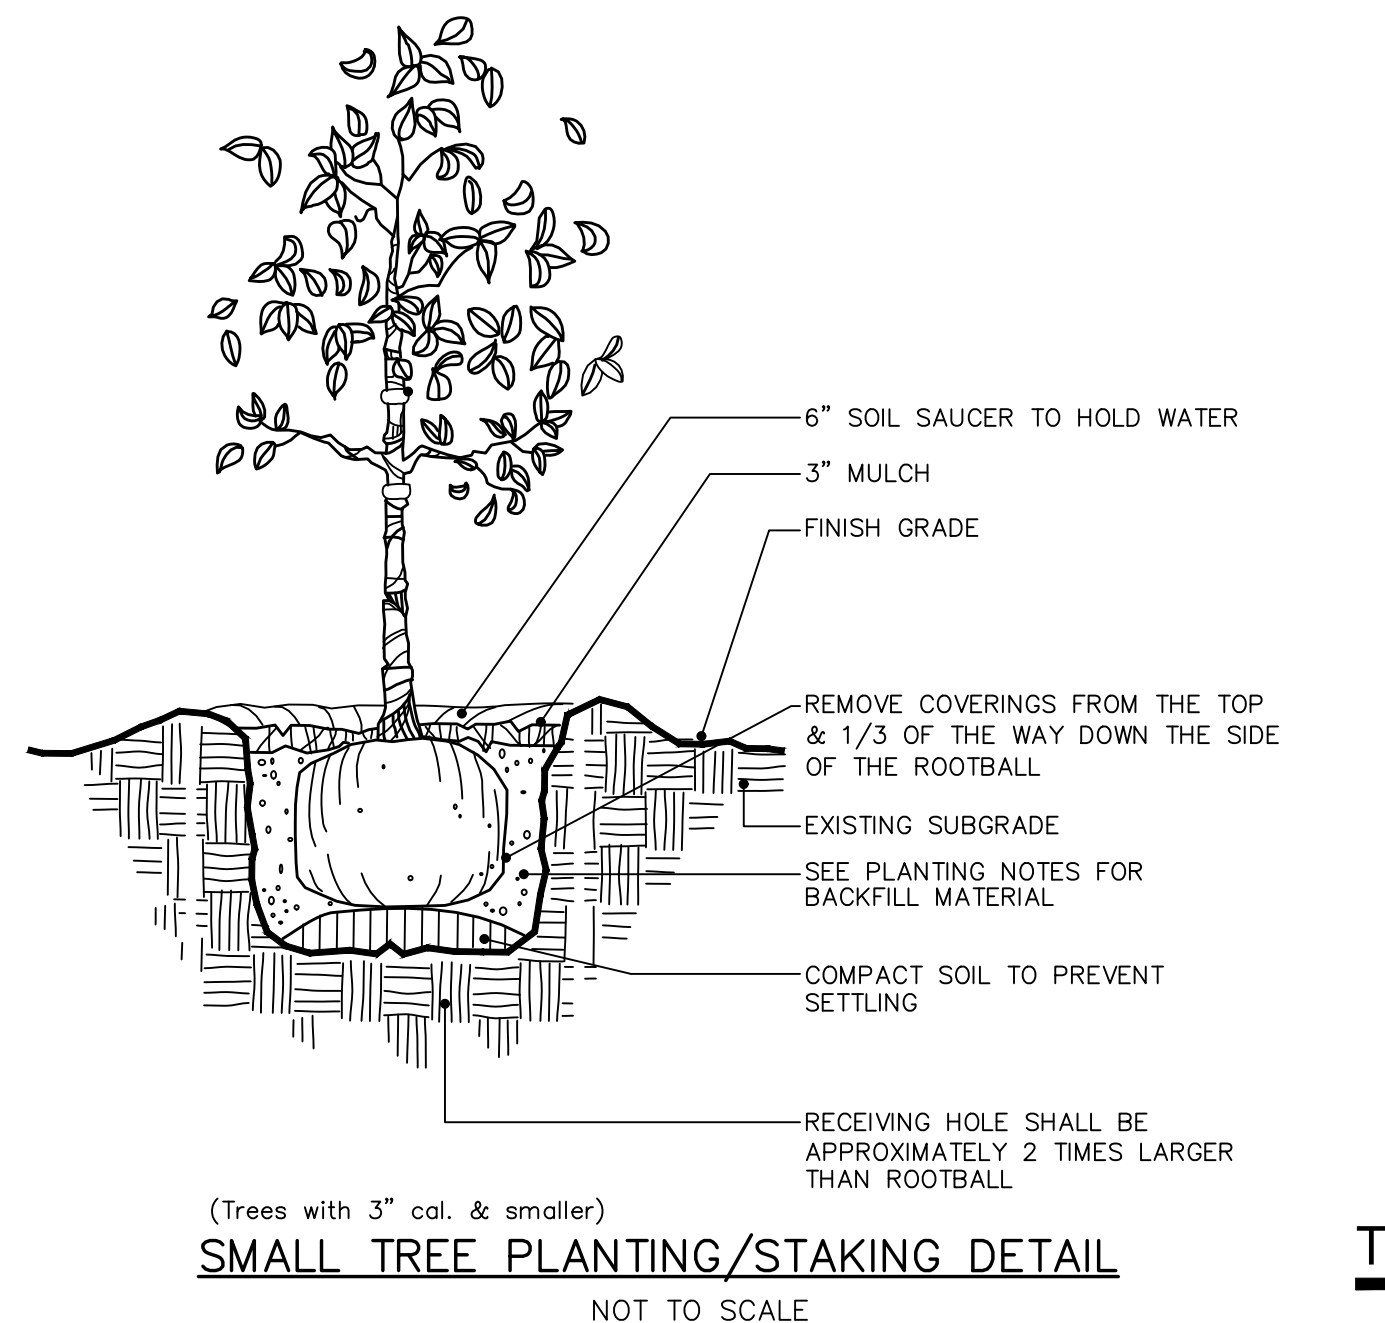 6” SOIL SAUCER TO HOLD WATER
3” MULCH
FINISH GRADE
REMOVE COVERINGS FROM THE TOP
& 1/3 OF THE WAY DOWN THE SIDE
OF THE ROOTBALL
EXISTING SUBGRADE
SEE PLANTING NOTES FOR
BACKFILL MATERIAL
COMPACT SOIL TO PREVENT
SETTLING
RECEIVING HOLE SHALL BE
APPROXIMATELY 2 TIMES LARGER
THAN ROOTBALL
(Trees with 3” cal. & smaller)
SMALL TREE PLANTING/STAKING DETAIL
NOT TO SCALE
T